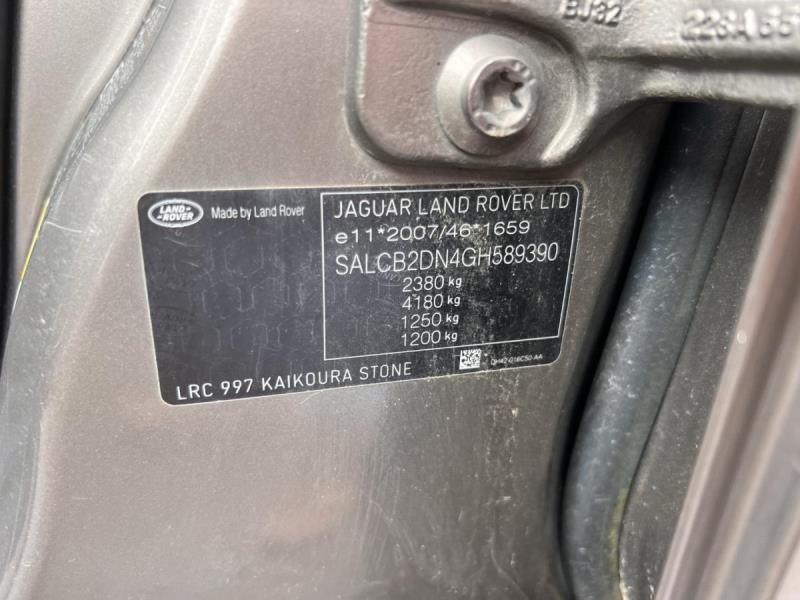 BJ32
LAND-
-ROVER
Made by Land Rover
JAGUAR LAND ROVER LTD
e11*2007/46*1659
SALCB2DN4GH589390
2380 kg
4180 kg
1250 kg
1200 kg
LRC 997 KAIKOURA STONE